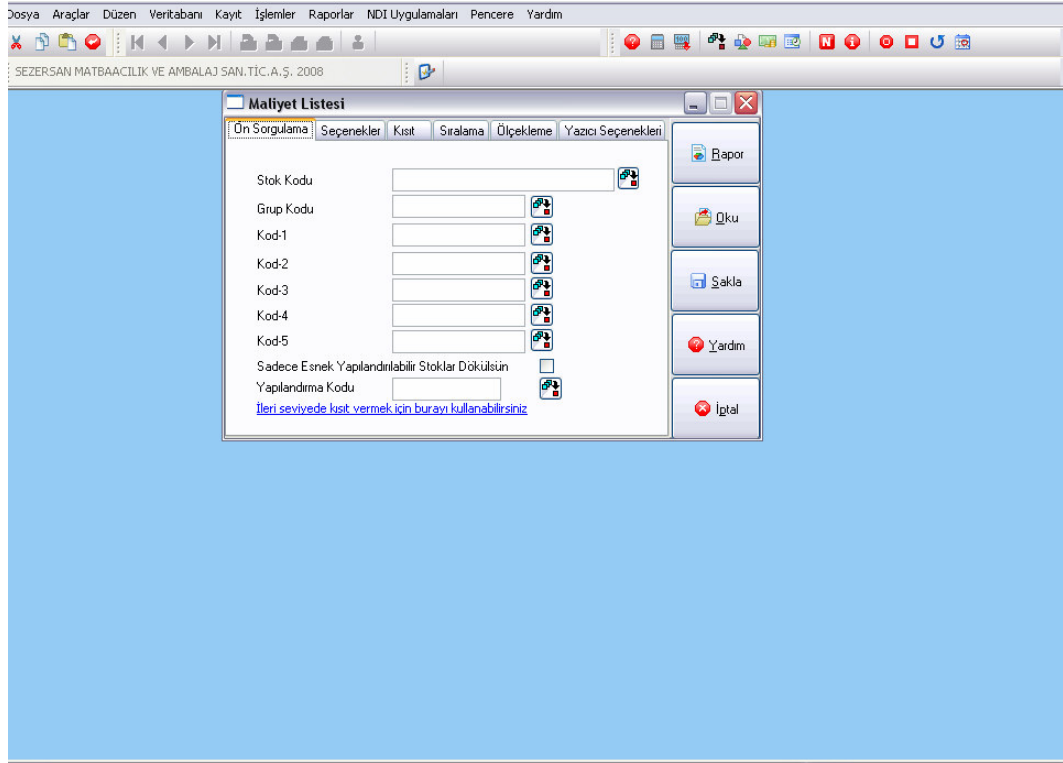 Dosya Araçlar Düzen Veritabanı Kayıt İşlemler Raporlar NDI Uygulamaları Pencere Yardım
SEZERSAN MATBAACILIK VE AMBALAJ SAN.TİC.A.Ş. 2008
Maliyet Listesi
Ön Sorgulama Seçenekler Kısıt Sıralama Ölçekleme Yazıcı Seçenekleri
Stok Kodu
Grup Kodu
Kod-1
Kod-2
Kod-3
Kod-4
Kod-5
Sadece Esnek Yapılandırılabilir Stoklar Dökülsün
Yapılandırma Kodu
İleri seviyede kısıt vermek için burayı kullanabilirsiniz
Rapor
Oku
Sakla
Yardım
İptal